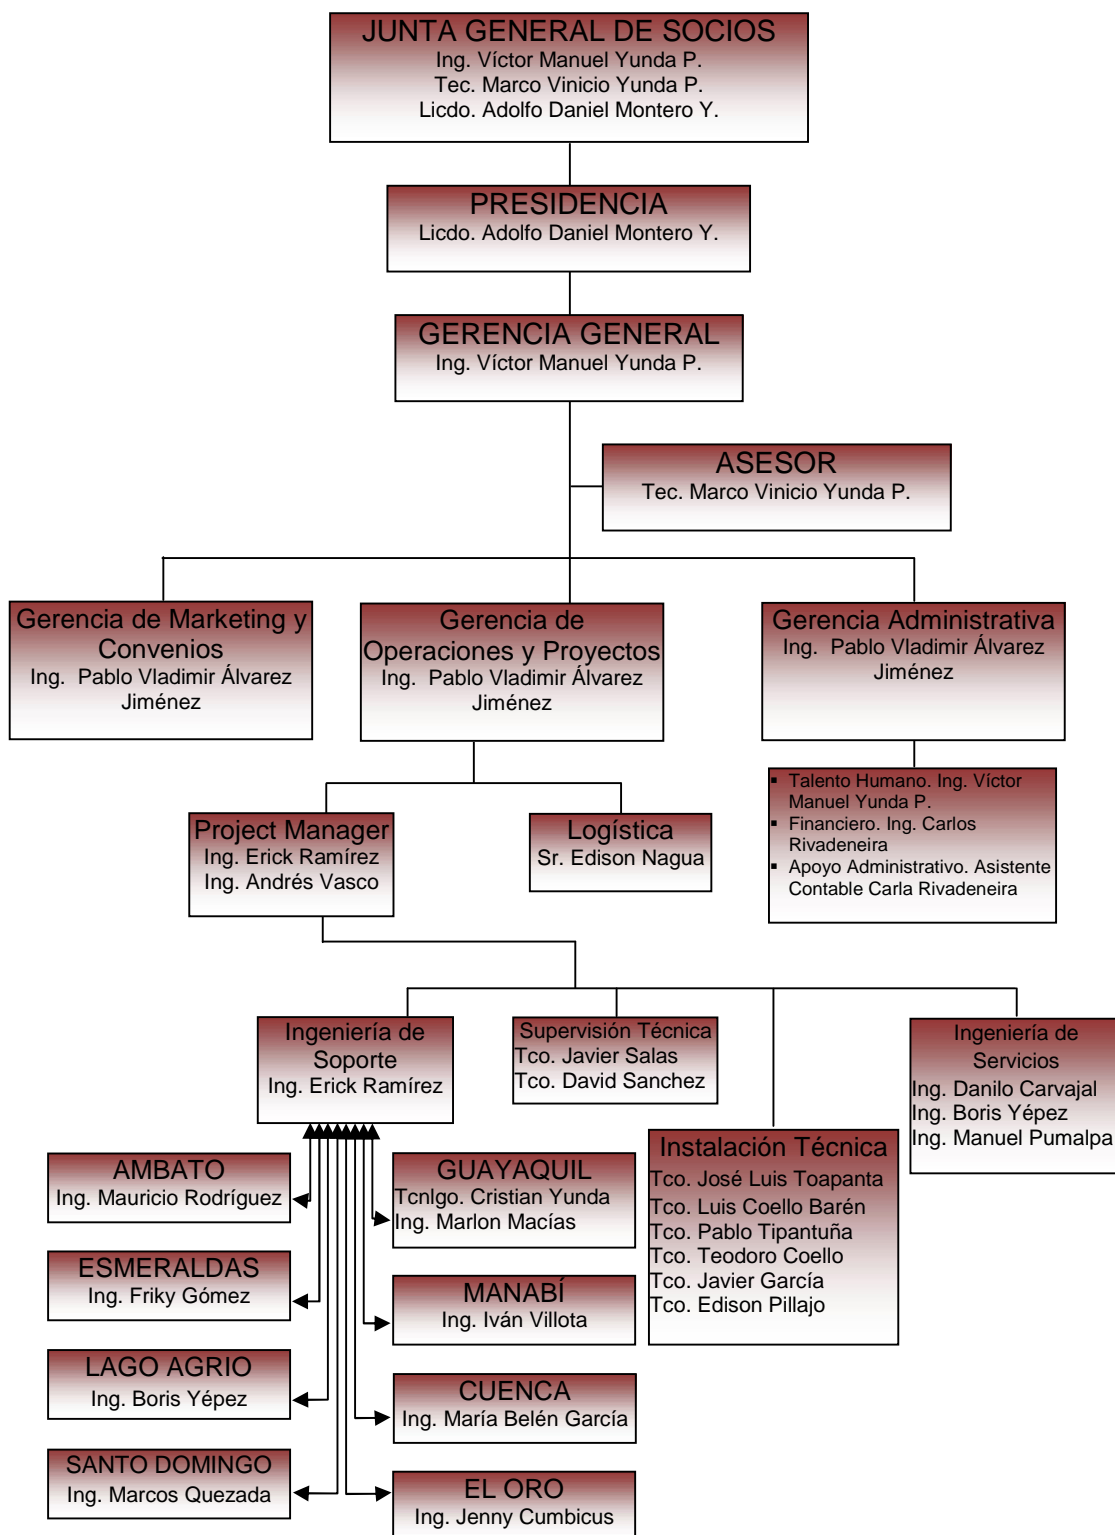 JUNTA GENERAL DE SOCIOS
Ing. Víctor Manuel Yunda P.
Tec. Marco Vinicio Yunda P.
Licdo. Adolfo Daniel Montero Y.
PRESIDENCIA
Licdo. Adolfo Daniel Montero Y.
GERENCIA GENERAL
Ing. Víctor Manuel Yunda P.
ASESOR
Tec. Marco Vinicio Yunda P.
Gerencia de Marketing y
Convenios
Ing. Pablo Vladimir Álvarez
Jiménez
Gerencia de
Operaciones y Proyectos
Ing. Pablo Vladimir Álvarez
Jiménez
Gerencia Administrativa
Ing. Pablo Vladimir Álvarez
Jiménez
▪ Talento Humano. Ing. Víctor
Manuel Yunda P.
▪ Financiero. Ing. Carlos
Rivadeneira
▪ Apoyo Administrativo. Asistente
Contable Carla Rivadeneira
Project Manager
Ing. Erick Ramírez
Ing. Andrés Vasco
Logística
Sr. Edison Nagua
Ingeniería de
Soporte
Ing. Erick Ramírez
Supervisión Técnica
Tco. Javier Salas
Tco. David Sanchez
Instalación Técnica
Tco. José Luis Toapanta
Tco. Luis Coello Barén
Tco. Pablo Tipantuña
Tco. Teodoro Coello
Tco. Javier García
Tco. Edison Pillajo
Ingeniería de
Servicios
Ing. Danilo Carvajal
Ing. Boris Yépez
Ing. Manuel Pumalpa
AMBATO
Ing. Mauricio Rodríguez
GUAYAQUIL
Tcnlgo. Cristian Yunda
Ing. Marlon Macías
ESMERALDAS
Ing. Friky Gómez
MANABÍ
Ing. Iván Villota
LAGO AGRIO
Ing. Boris Yépez
CUENCA
Ing. María Belén García
SANTO DOMINGO
Ing. Marcos Quezada
EL ORO
Ing. Jenny Cumbicus